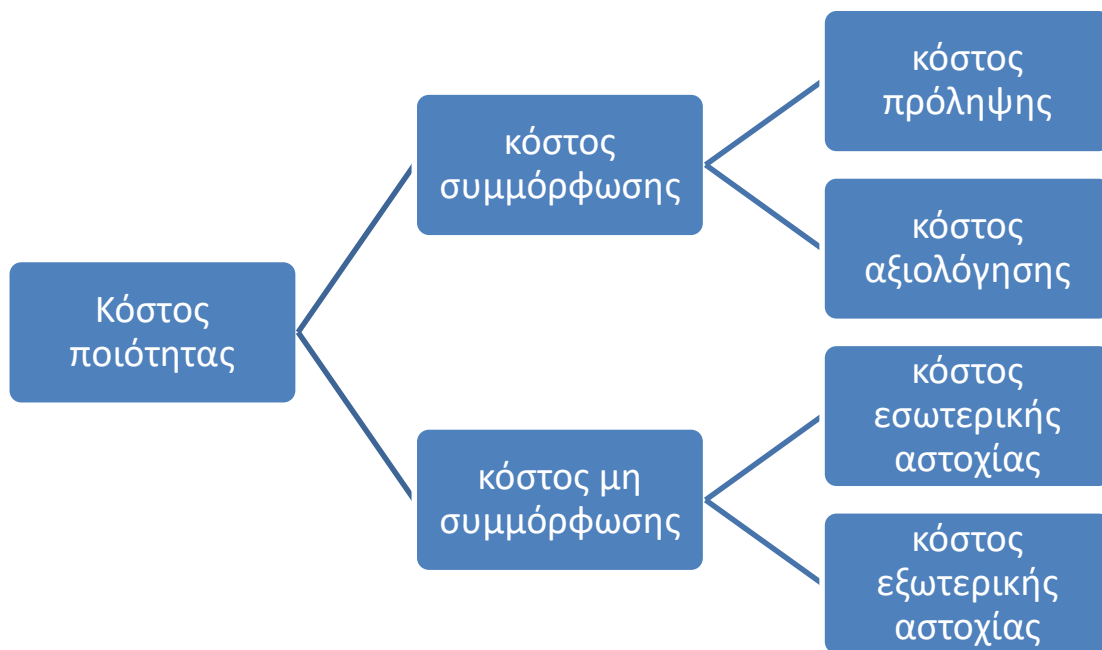 Κόστος
ποιότητας
κόστος
συμμόρφωσης
κόστος
πρόληψης
κόστος
αξιολόγησης
κόστος μη
συμμόρφωσης
κόστος
εσωτερικής
αστοχίας
κόστος
εξωτερικής
αστοχίας